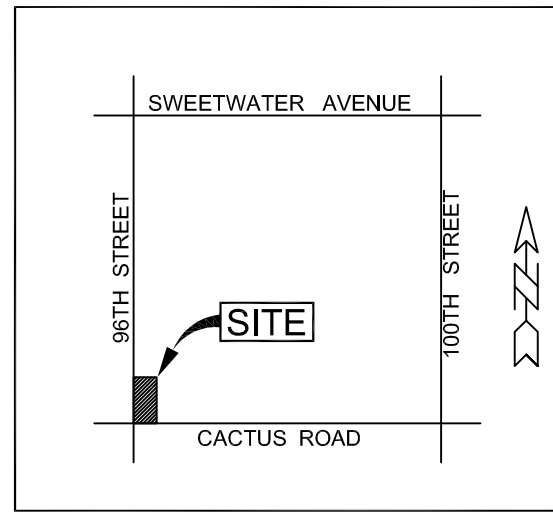 SWEETWATER AVENUE
96TH STREET
100TH STREET
SITE
CACTUS ROAD
N